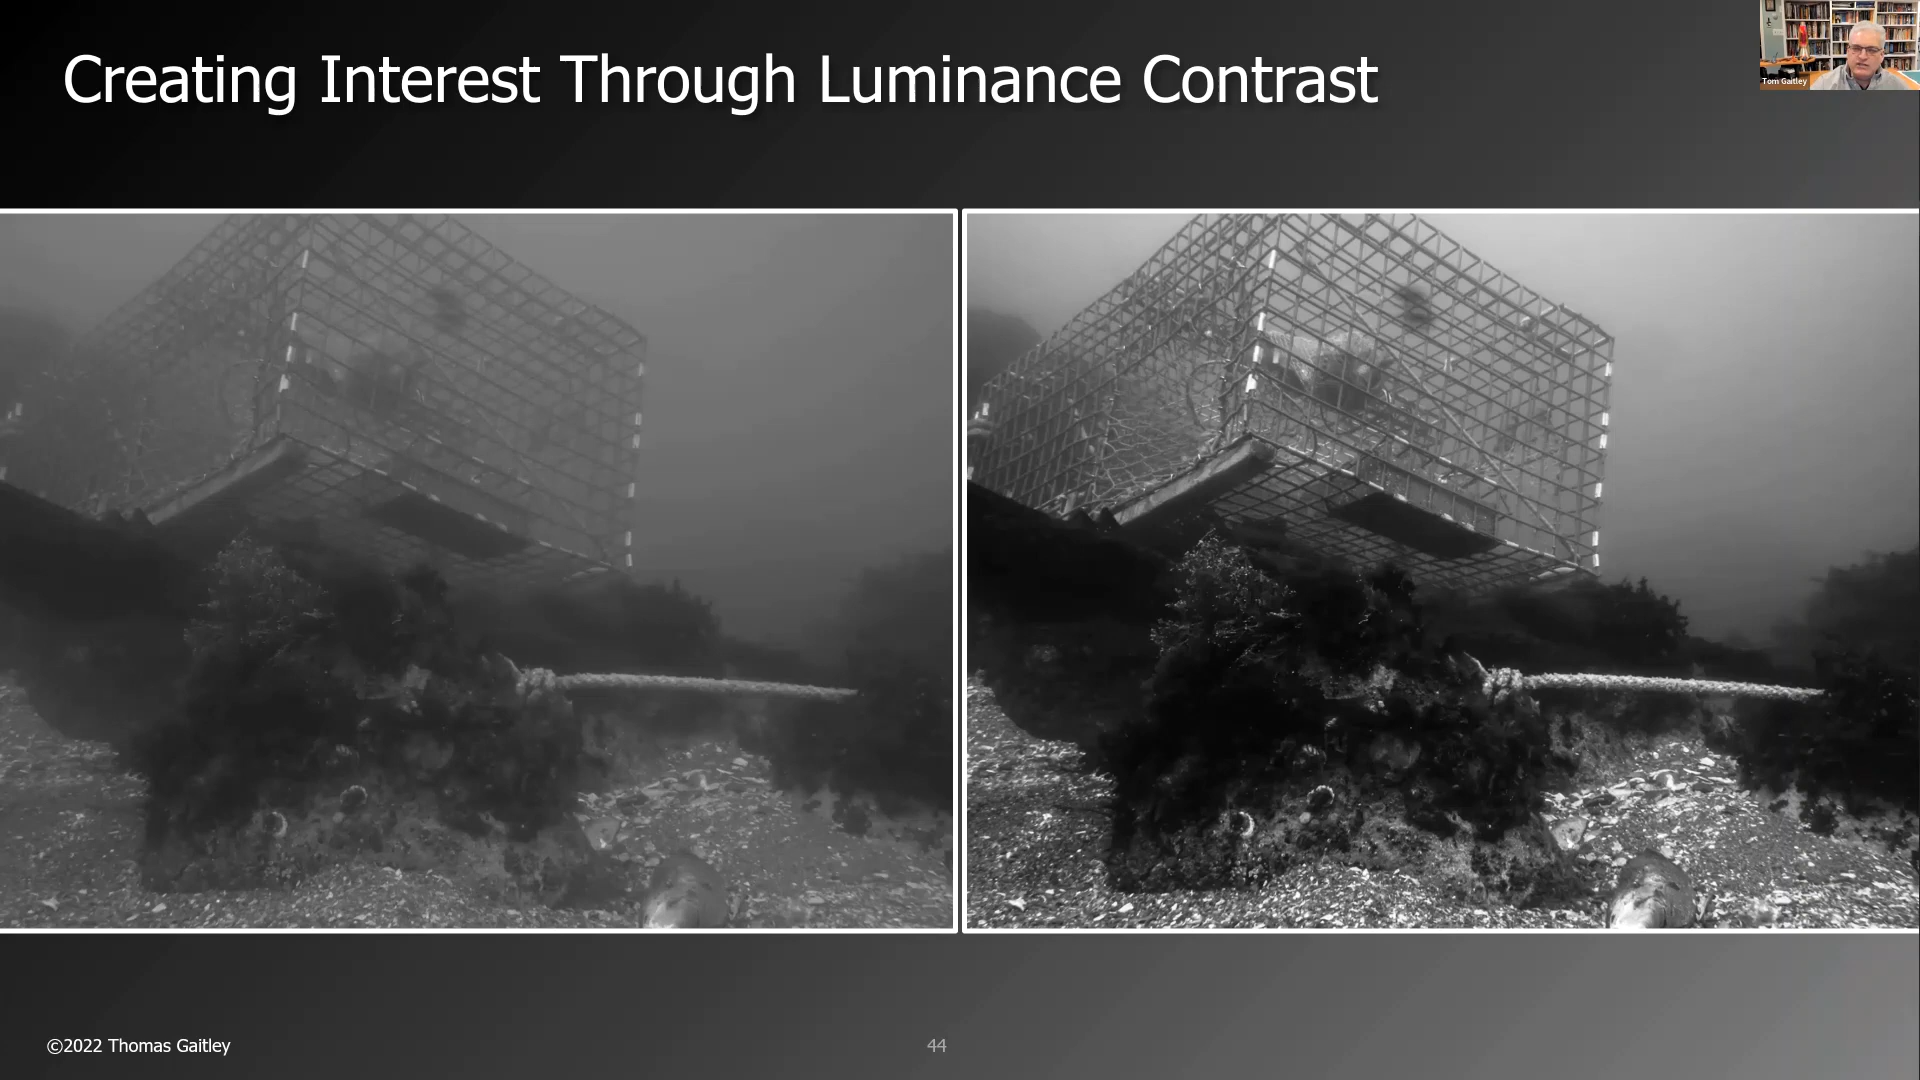 Creating Interest Through Luminance Contrast
Tom Gaitley
©2022 Thomas Gaitley
44